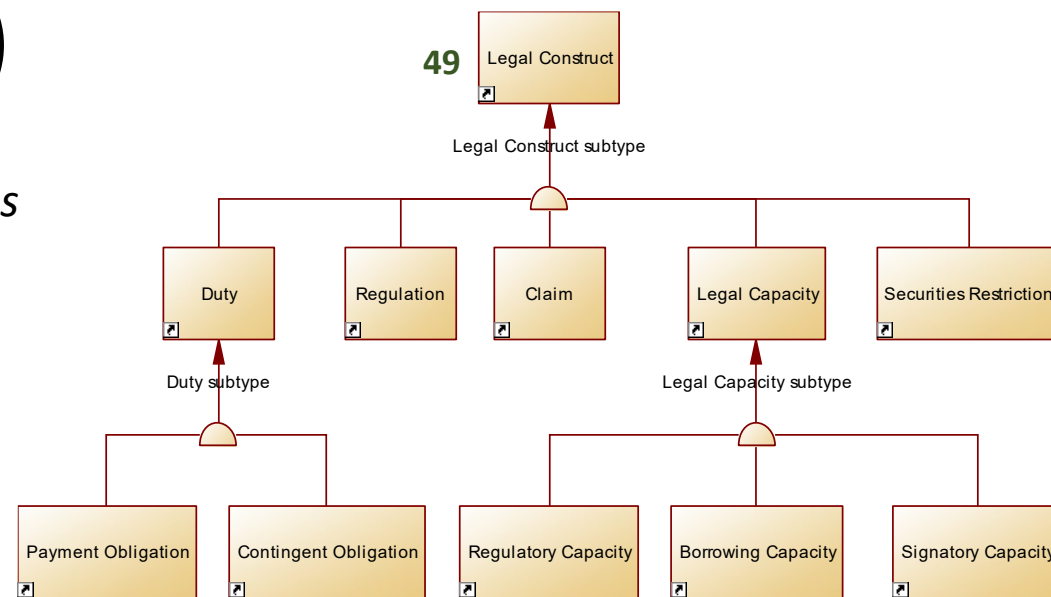 49
Legal Construct
Legal Construct subtype
s
Duty
Regulation
Claim
Legal Capacity
Securities Restriction
Duty subtype
Legal Capacity subtype
Payment Obligation
Contingent Obligation
Regulatory Capacity
Borrowing Capacity
Signatory Capacity